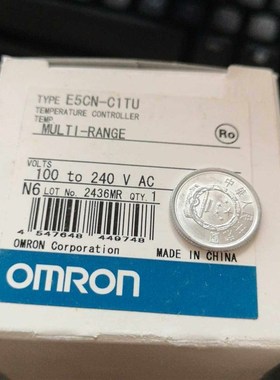 TYPE E5CN-C1TU
TEMPERATURE CONTROLLER
TEMP.
MULTI-RANGE
Ro
VOLTS
100 to 240 V AC
N6 LOT No. 2436MR QTY. 1
4 547648 449748
OMRON Corporation MADE IN CHINA
OMRON